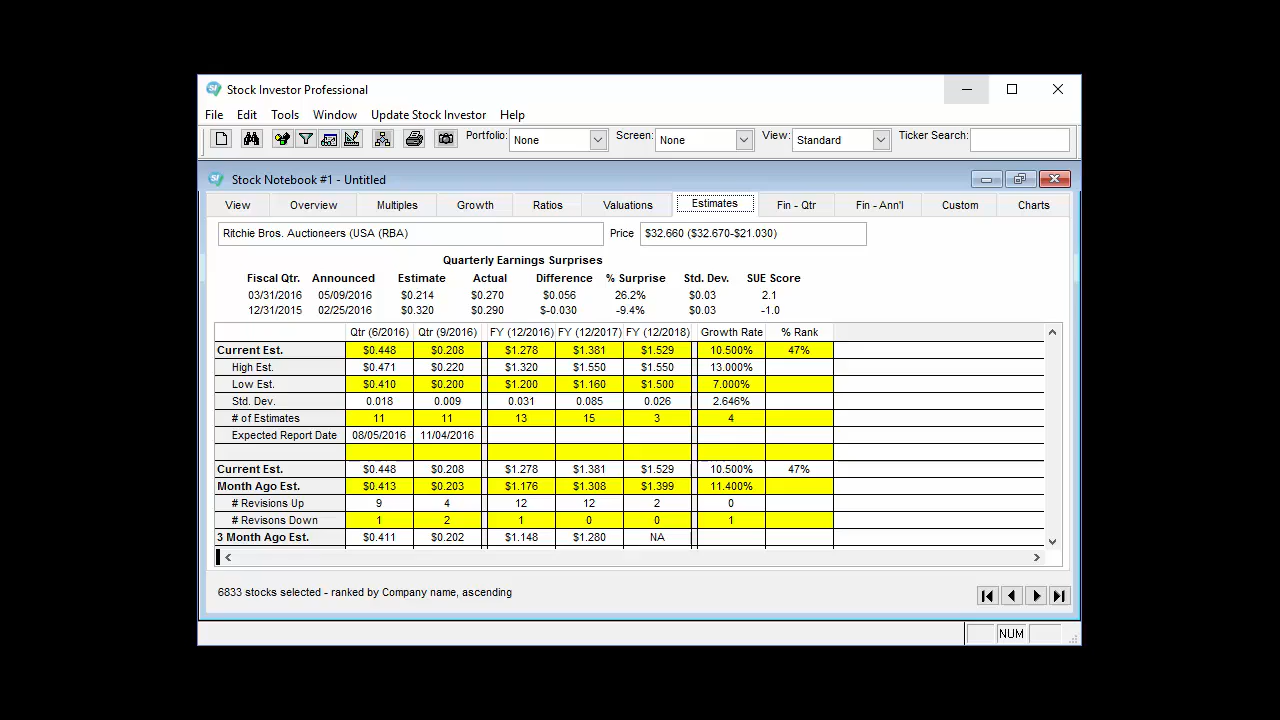 Stock Investor Professional
File Edit Tools Window Update Stock Investor Help
Portfolio: None Screen: None View: Standard Ticker Search:
Stock Notebook #1 - Untitled
View Overview Multiples Growth Ratios Valuations Estimates Fin - Qtr Fin - Ann'l Custom Charts
Ritchie Bros. Auctioneers (USA (RBA) Price $32.660 ($32.670-$21.030)
Quarterly Earnings Surprises
Fiscal Qtr. Announced Estimate Actual Difference % Surprise Std. Dev. SUE Score
03/31/2016 05/09/2016 $0.214 $0.270 $0.056 26.2% $0.03 2.1
12/31/2015 02/25/2016 $0.320 $0.290 $-0.030 -9.4% $0.03 -1.0
Qtr (6/2016) Qtr (9/2016) FY (12/2016) FY (12/2017) FY (12/2018) Growth Rate % Rank
Current Est. $0.448 $0.208 $1.278 $1.381 $1.529 10.500% 47%
High Est. $0.471 $0.220 $1.320 $1.550 $1.550 13.000%
Low Est. $0.410 $0.200 $1.200 $1.160 $1.500 7.000%
Std. Dev. 0.018 0.009 0.031 0.085 0.026 2.646%
# of Estimates 11 11 13 15 3 4
Expected Report Date 08/05/2016 11/04/2016
Current Est. $0.448 $0.208 $1.278 $1.381 $1.529 10.500% 47%
Month Ago Est. $0.413 $0.203 $1.176 $1.308 $1.399 11.400%
# Revisions Up 9 4 12 12 2 0
# Revisons Down 1 2 1 0 0 1
3 Month Ago Est. $0.411 $0.202 $1.148 $1.280 NA
6833 stocks selected - ranked by Company name, ascending
NUM